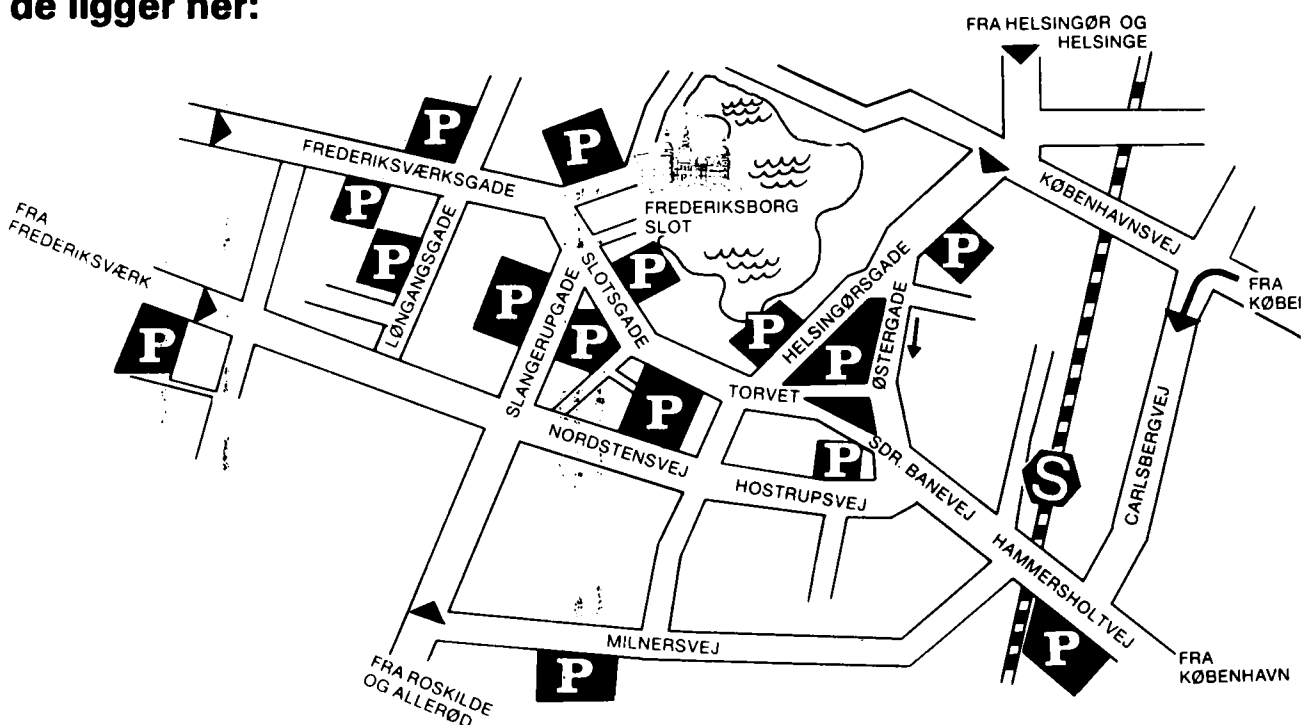 de ligger her:
FRA HELSINGØR OG
HELSINGE
P
P
FREDERIKSVÆRKSGADE
P
FREDERIKSBORG
SLOT
KØBENHAVNSVEJ
FRA
FREDERIKSVÆRK
P
LØNGANGSGADE
P
SLOTSGADE
P
P
HELSINGØRSGADE
ØSTERGADE
FRA
P
SLANGERUPGADE
P
P
P
P
TORVET
P
NORDSTENSVEJ
P
SDR. BANEVEJ
HOSTRUPSVEJ
S
CARLSBERGVEJ
HAMMERSHOLTVEJ
MILNERSVEJ
P
P
FRA
KØBENHAVN
FRA ROSKILDE
OG ALLERØD